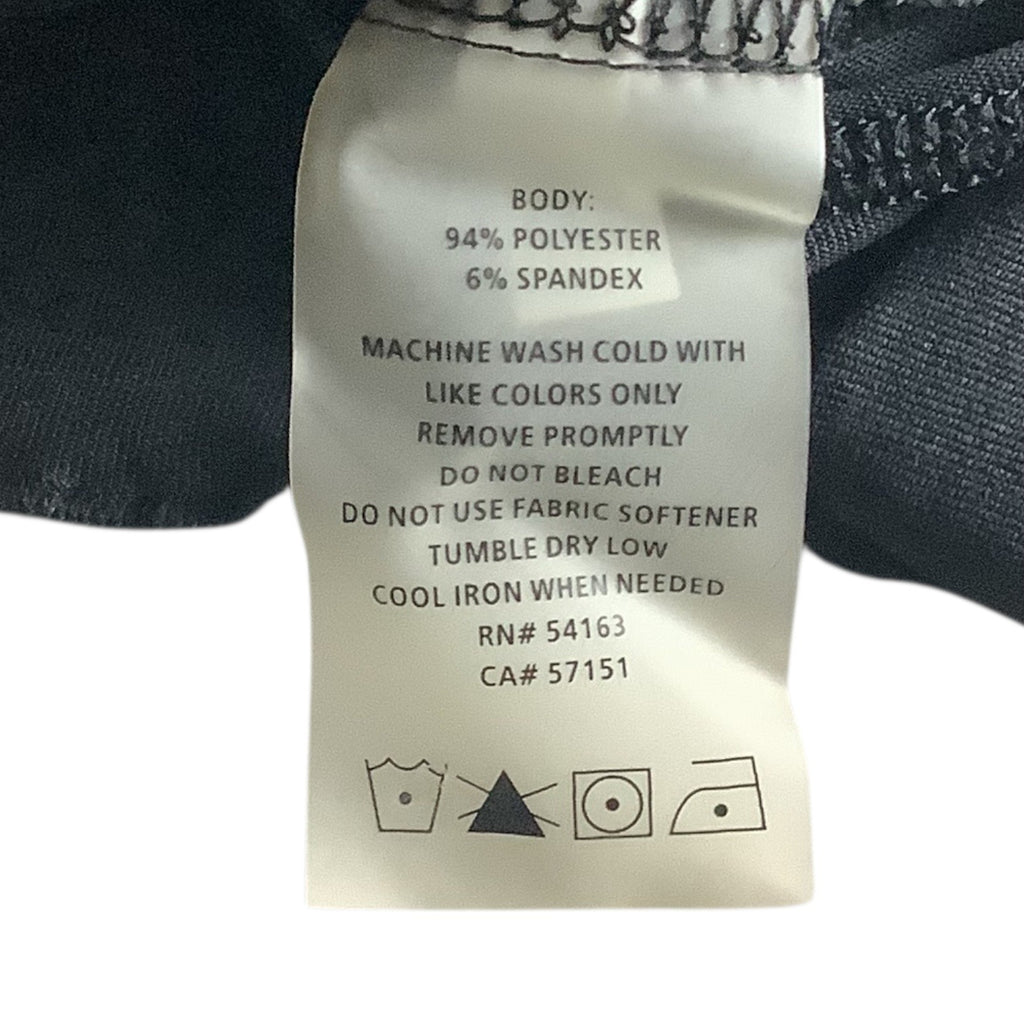 BODY:
94% POLYESTER
6% SPANDEX
MACHINE WASH COLD WITH
LIKE COLORS ONLY
REMOVE PROMPTLY
DO NOT BLEACH
DO NOT USE FABRIC SOFTENER
TUMBLE DRY LOW
COOL IRON WHEN NEEDED
RN# 54163
CA# 57151